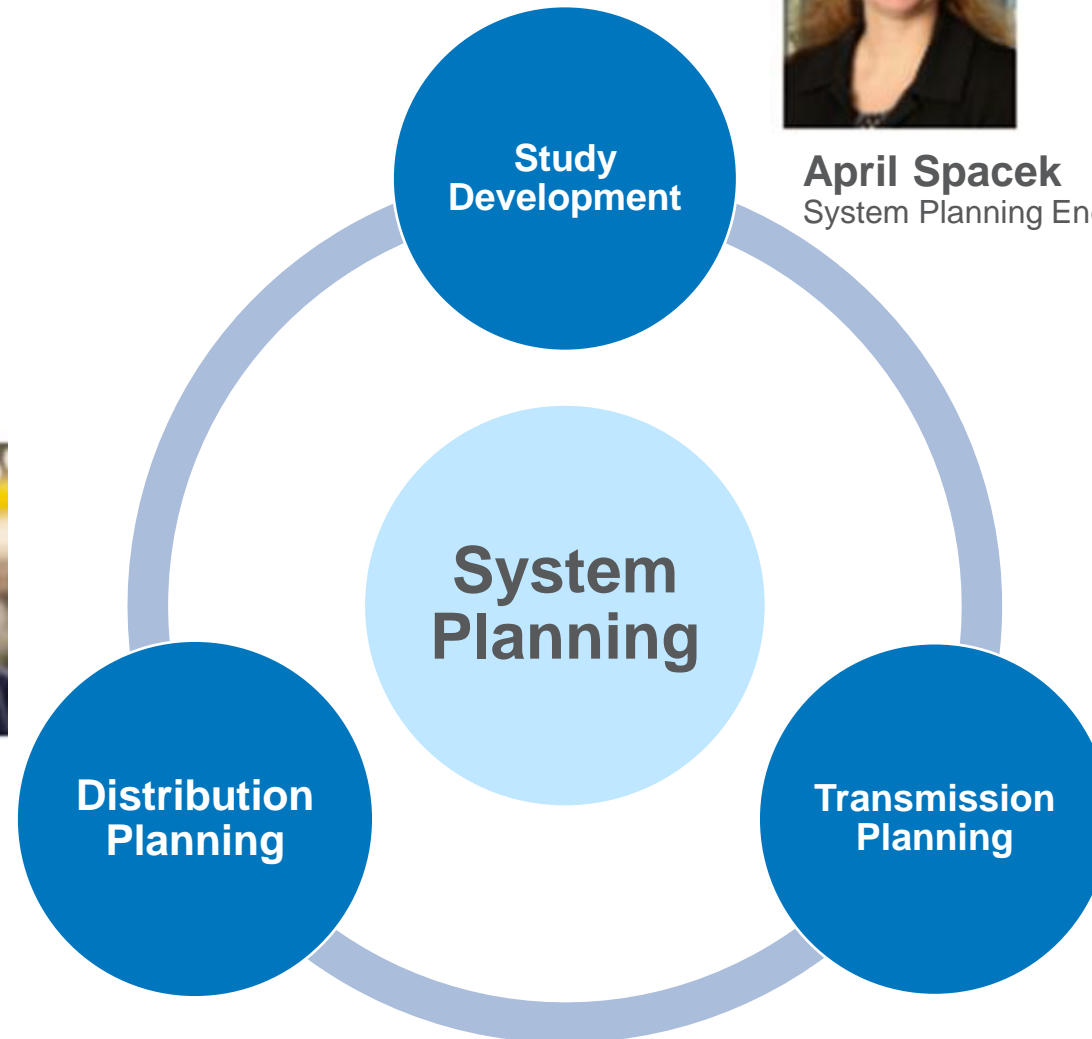 Study
Development
April Spacek
System Planning
System
Planning
Distribution
Planning
Transmission
Planning